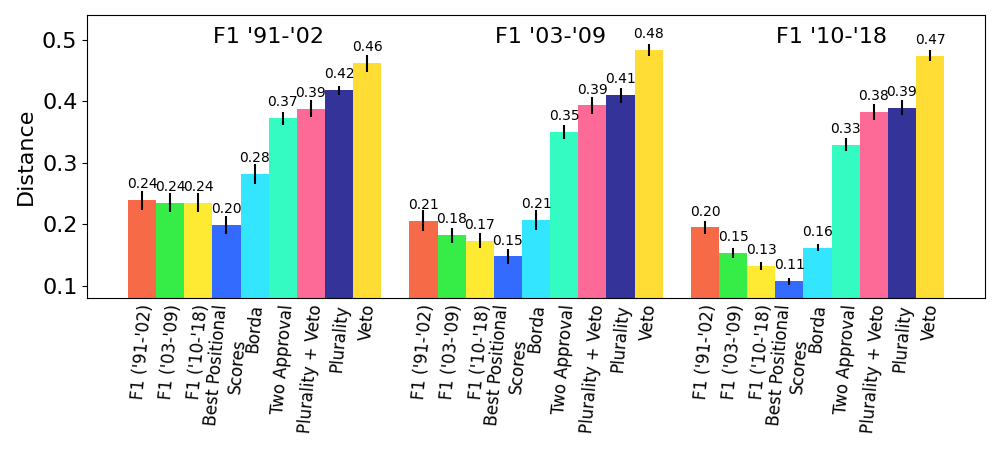 F1 '91-'02
F1 '03-'09
F1 '10-'18
Distance
0.5
0.4
0.3
0.2
0.1
0.24
0.24
0.24
0.20
0.28
0.37
0.39
0.42
0.46
0.21
0.18
0.17
0.15
0.21
0.35
0.39
0.41
0.48
0.20
0.15
0.13
0.11
0.16
0.33
0.38
0.39
0.47
F1 ('91-'02)
F1 ('03-'09)
F1 ('10-'18)
Best Positional
Scores
Borda
Two Approval
Plurality + Veto
Plurality
Veto
F1 ('91-'02)
F1 ('03-'09)
F1 ('10-'18)
Best Positional
Scores
Borda
Two Approval
Plurality + Veto
Plurality
Veto
F1 ('91-'02)
F1 ('03-'09)
F1 ('10-'18)
Best Positional
Scores
Borda
Two Approval
Plurality + Veto
Plurality
Veto